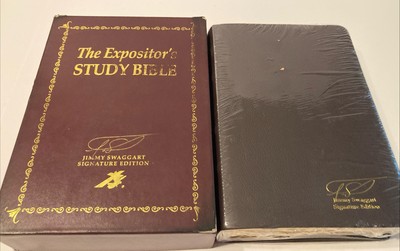 The Expositor's
STUDY BIBLE
JIMMY SWAGGART
SIGNATURE EDITION
Jimmy Swaggart
Signature Edition